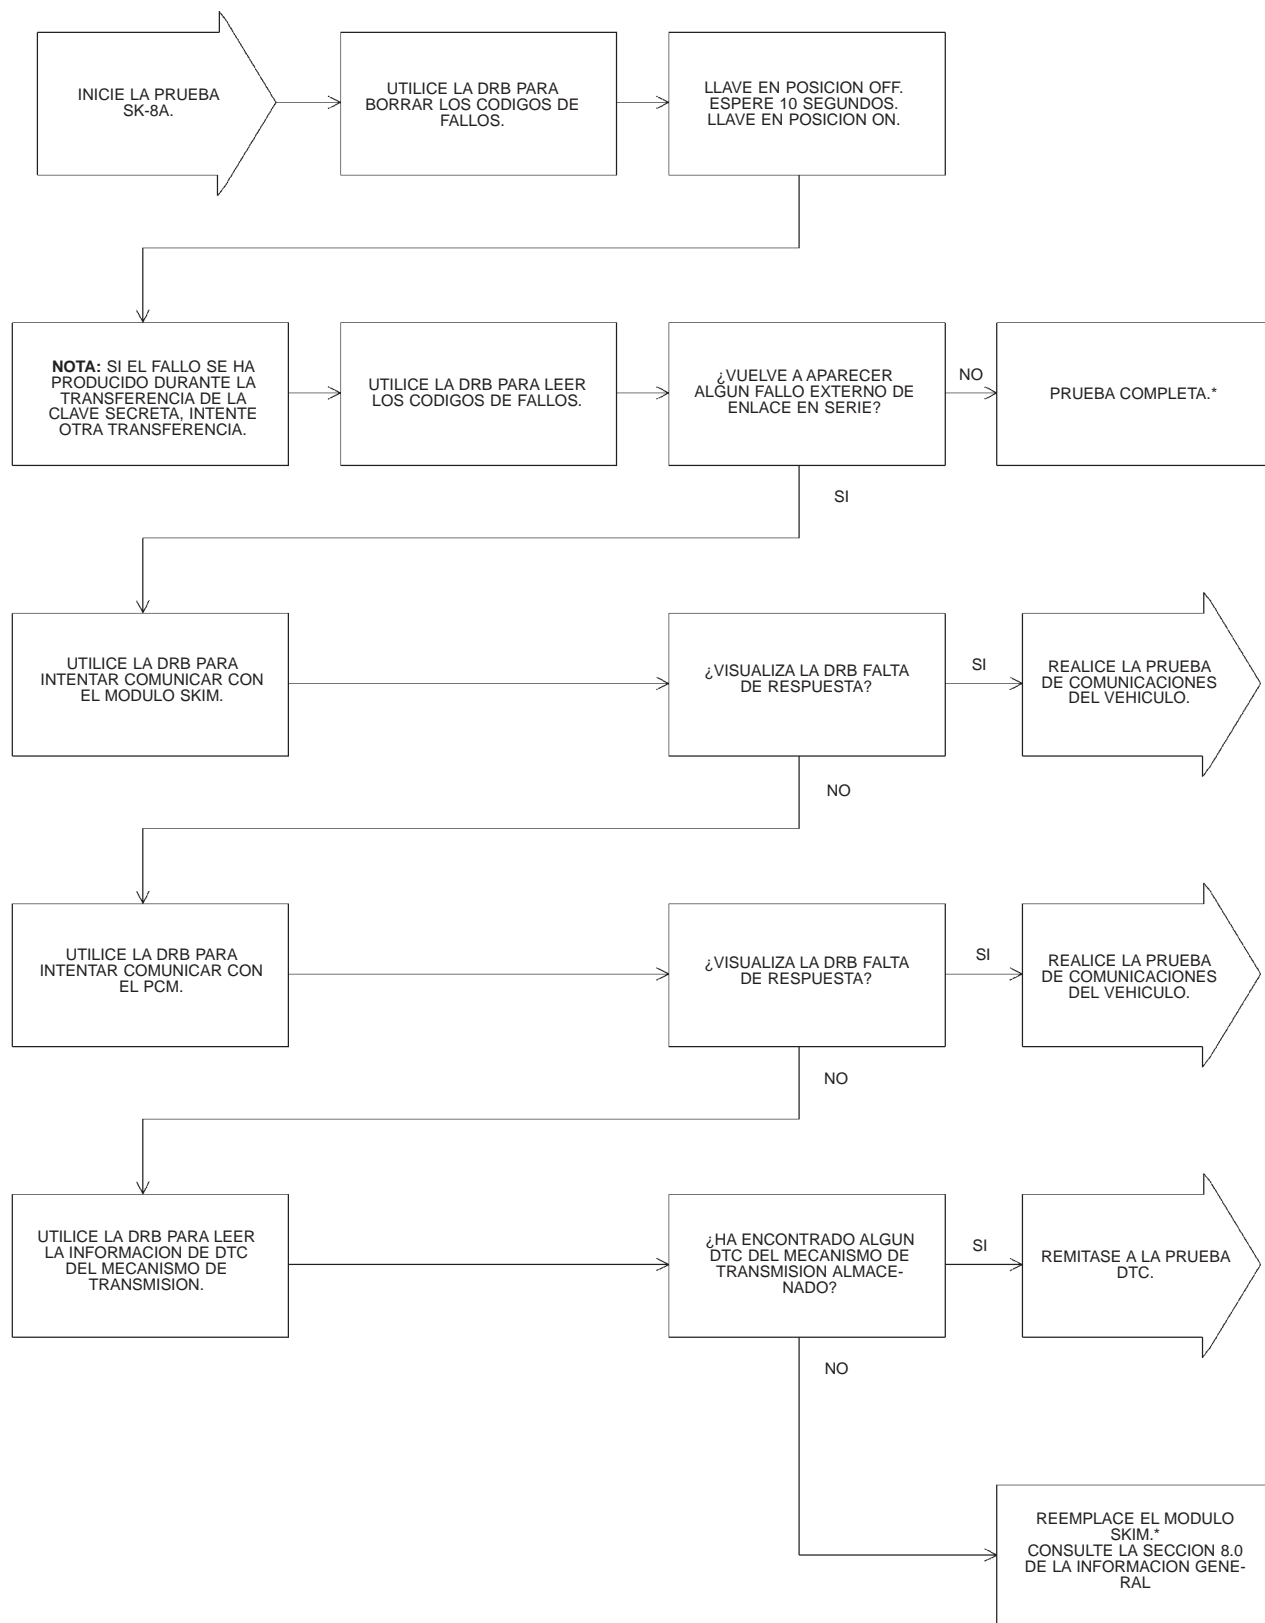 INICIE LA PRUEBA
SK-8A.
UTILICE LA DRB PARA
BORRAR LOS CODIGOS DE
FALLOS.
LLAVE EN POSICION OFF.
ESPERE 10 SEGUNDOS.
LLAVE EN POSICION ON.
NOTA: SI EL FALLO SE HA
PRODUCIDO DURANTE LA
TRANSFERENCIA DE LA
CLAVE SECRETA, INTENTE
OTRA TRANSFERENCIA.
UTILICE LA DRB PARA LEER
LOS CODIGOS DE FALLOS.
¿VUELVE A APARECER
ALGUN FALLO EXTERNO DE
ENLACE EN SERIE?
NO
PRUEBA COMPLETA.*
SI
UTILICE LA DRB PARA
INTENTAR COMUNICAR CON
EL MODULO SKIM.
¿VISUALIZA LA DRB FALTA
DE RESPUESTA?
SI
REALICE LA PRUEBA
DE COMUNICACIONES
DEL VEHICULO.
NO
UTILICE LA DRB PARA
INTENTAR COMUNICAR CON
EL PCM.
¿VISUALIZA LA DRB FALTA
DE RESPUESTA?
SI
REALICE LA PRUEBA
DE COMUNICACIONES
DEL VEHICULO.
NO
UTILICE LA DRB PARA LEER
LA INFORMACION DE DTC
DEL MECANISMO DE
TRANSMISION.
¿HA ENCONTRADO ALGUN
DTC DEL MECANISMO DE
TRANSMISION ALMACE-
NADO?
SI
REMITASE A LA PRUEBA
DTC.
NO
REEMPLACE EL MODULO
SKIM.*
CONSULTE LA SECCION 8.0
DE LA INFORMACION GENE-
RAL